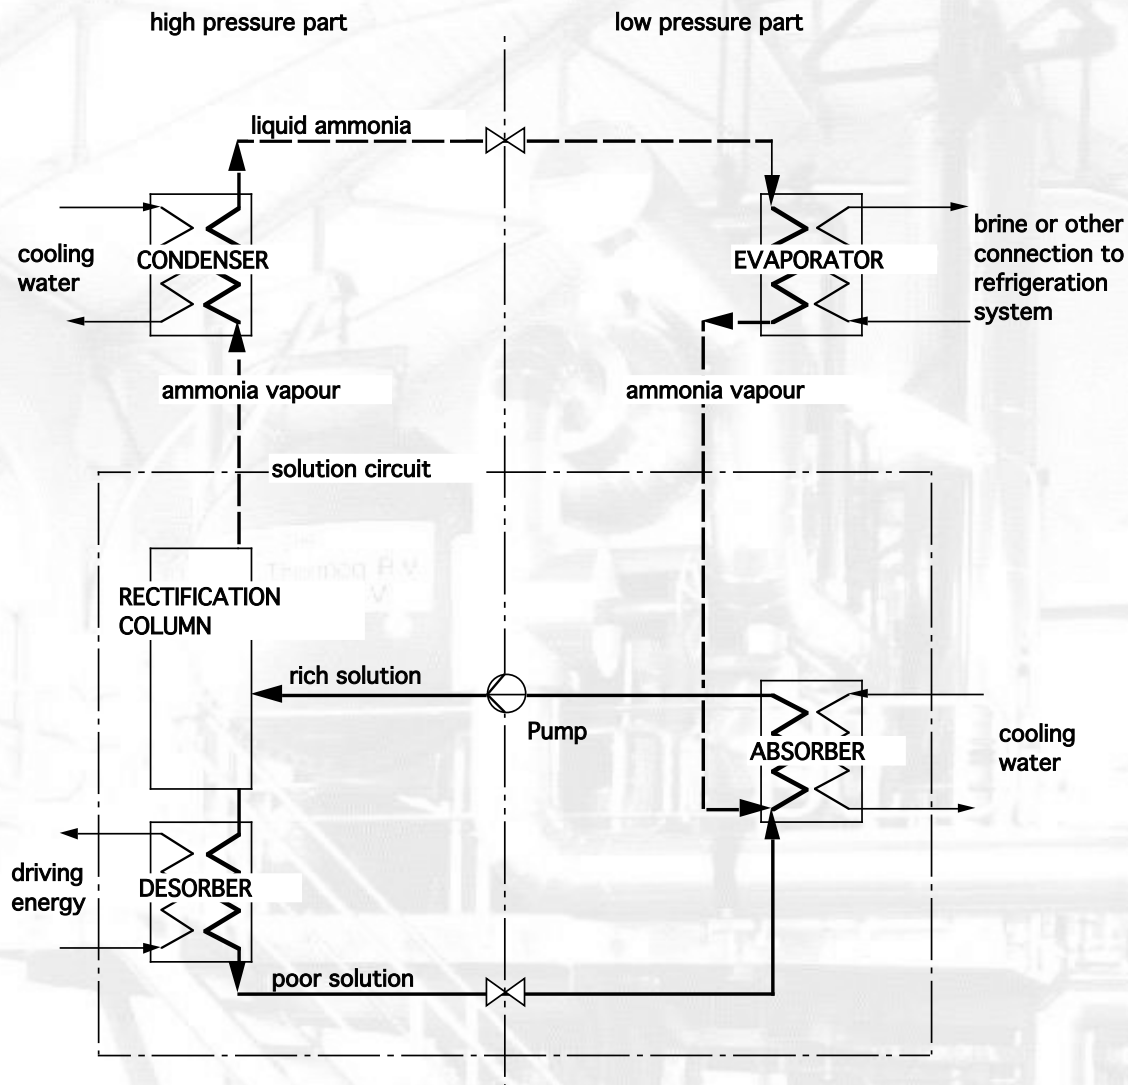 high pressure part
low pressure part
liquid ammonia
cooling
water
CONDENSER
EVAPORATOR
brine or other
connection to
refrigeration
system
ammonia vapour
ammonia vapour
solution circuit
RECTIFICATION
COLUMN
rich solution
Pump
ABSORBER
cooling
water
driving
energy
DESORBER
poor solution